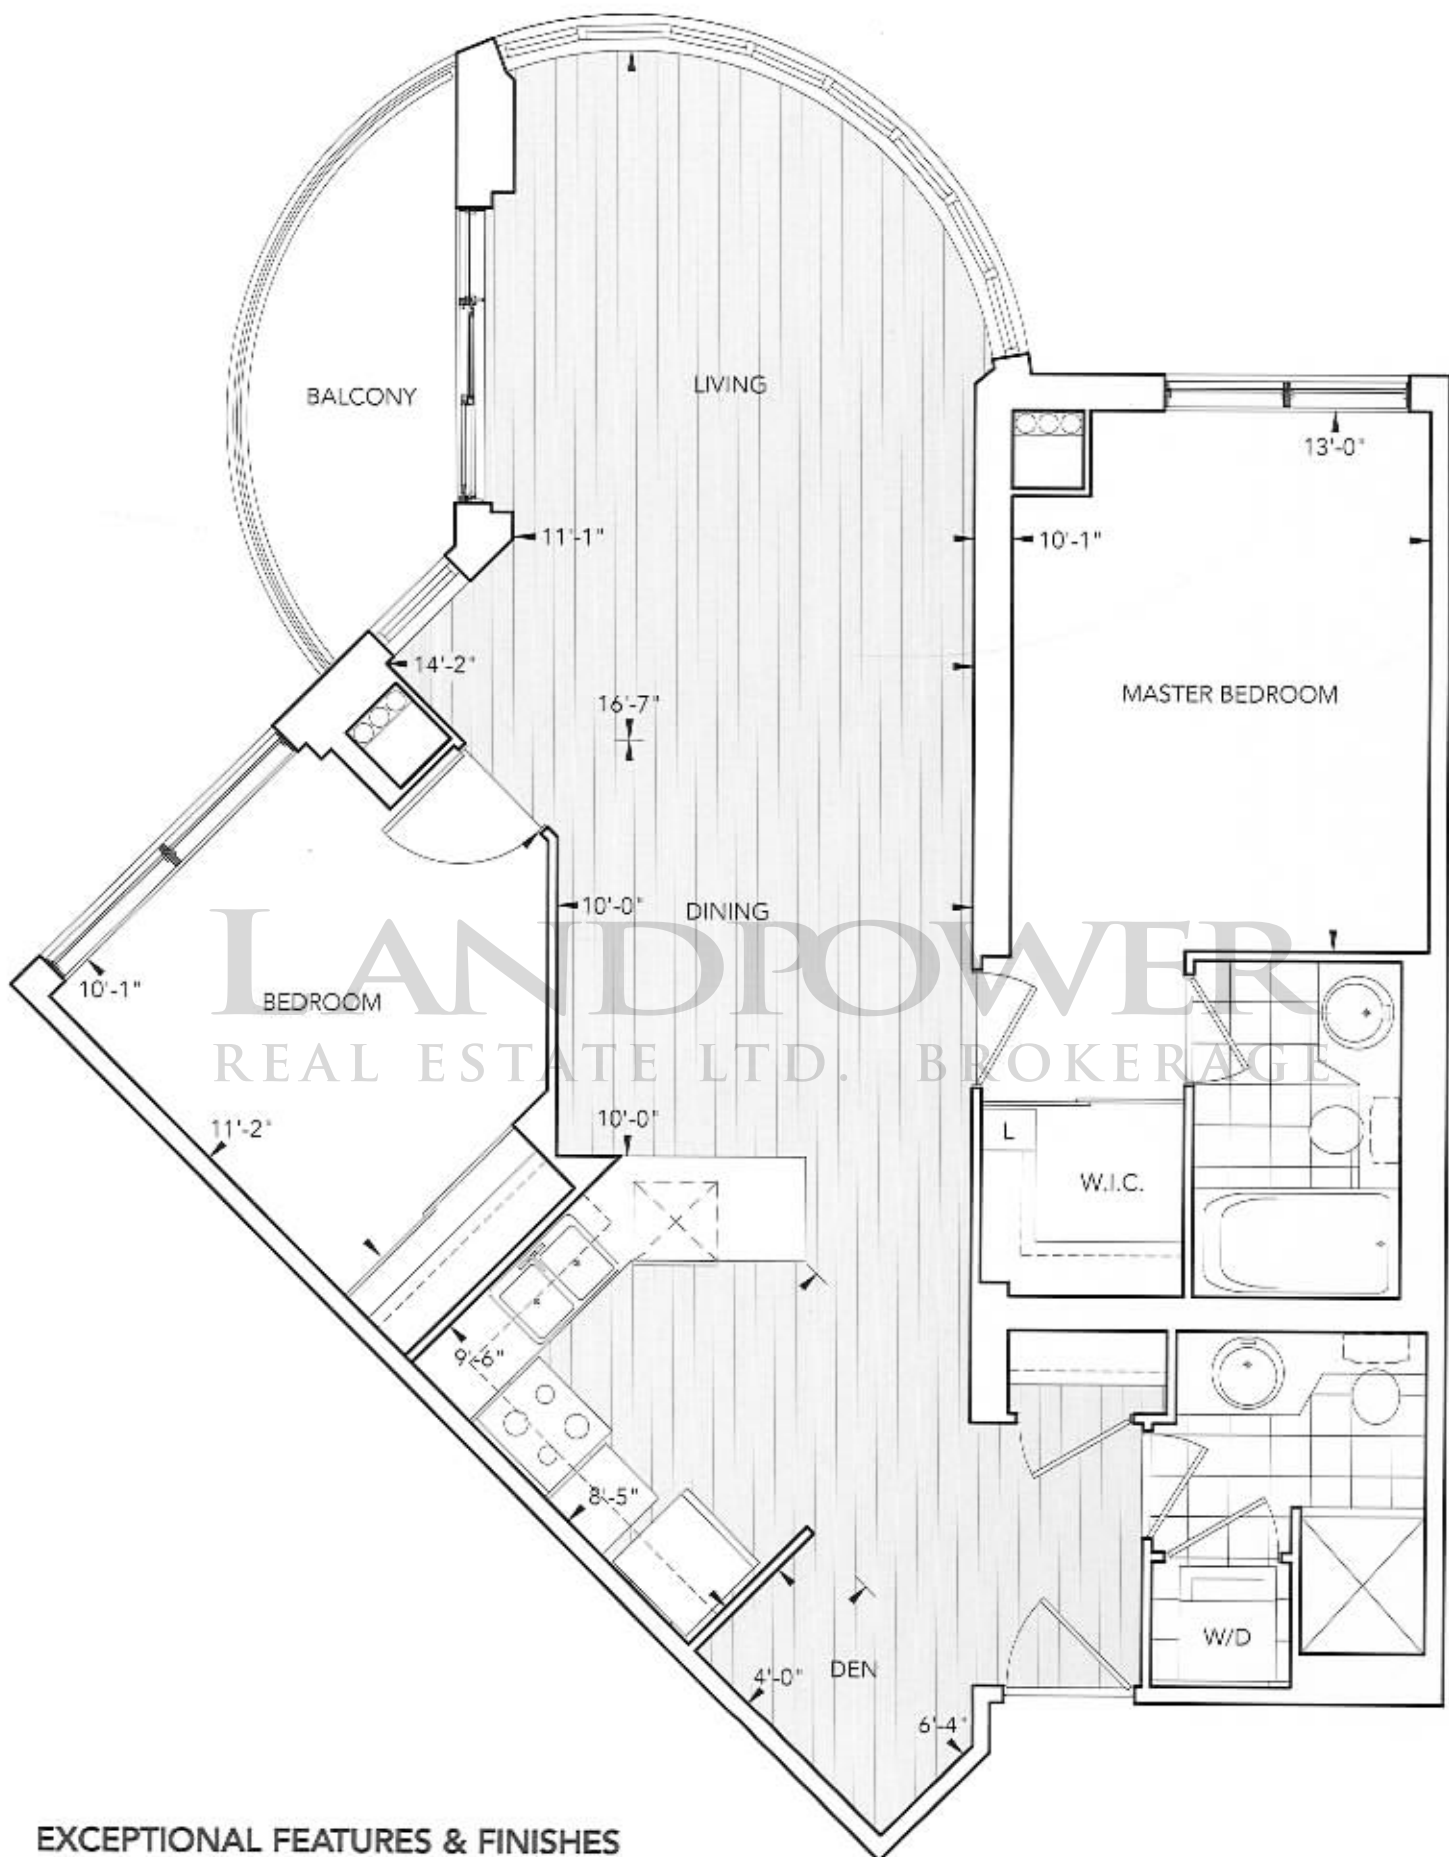 BALCONY
LIVING
13'-0"
11'-1"
10'-1"
14'-2"
16'-7"
MASTER BEDROOM
10'-0"
DINING
LANDPOWER
10'-1"
BEDROOM
REAL ESTATE LTD. BROKERAGE
11'-2"
10'-0"
L
W.I.C.
9'-6"
8'-5"
W/D
DEN
4'-0"
6'-4"
EXCEPTIONAL FEATURES & FINISHES